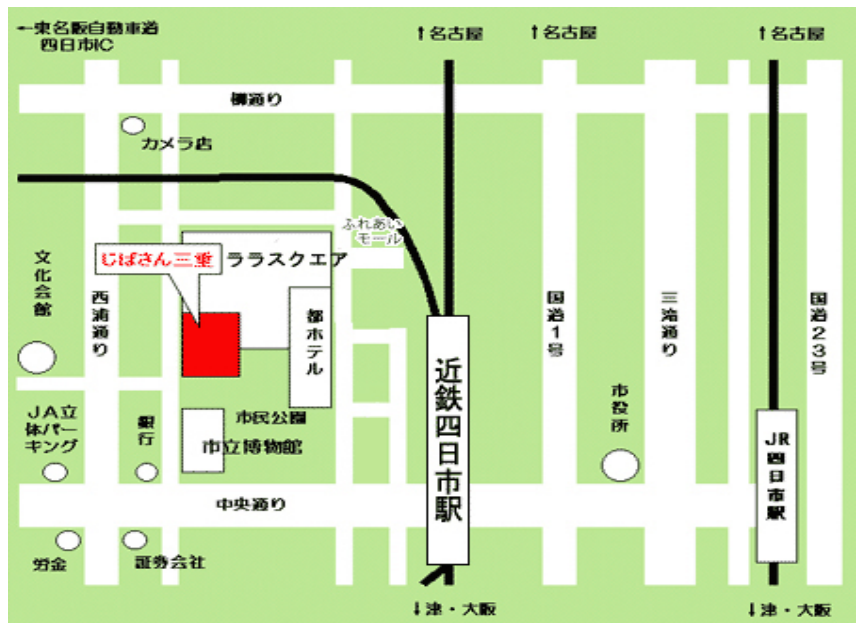 ←東名阪自動車道
四日市IC
↑名古屋
↑名古屋
↑名古屋
柳通り
カメラ店
ふれあい
モール
じばさん三重
ララスクエア
文化会館
西浦通り
都ホテル
国道1号
三滝通り
国道23号
近鉄四日市駅
市役所
JA立
体パー
キング
銀行
市民公園
市立博物館
JR四日市駅
中央通り
労金
証券会社
↓津・大阪
↓津・大阪